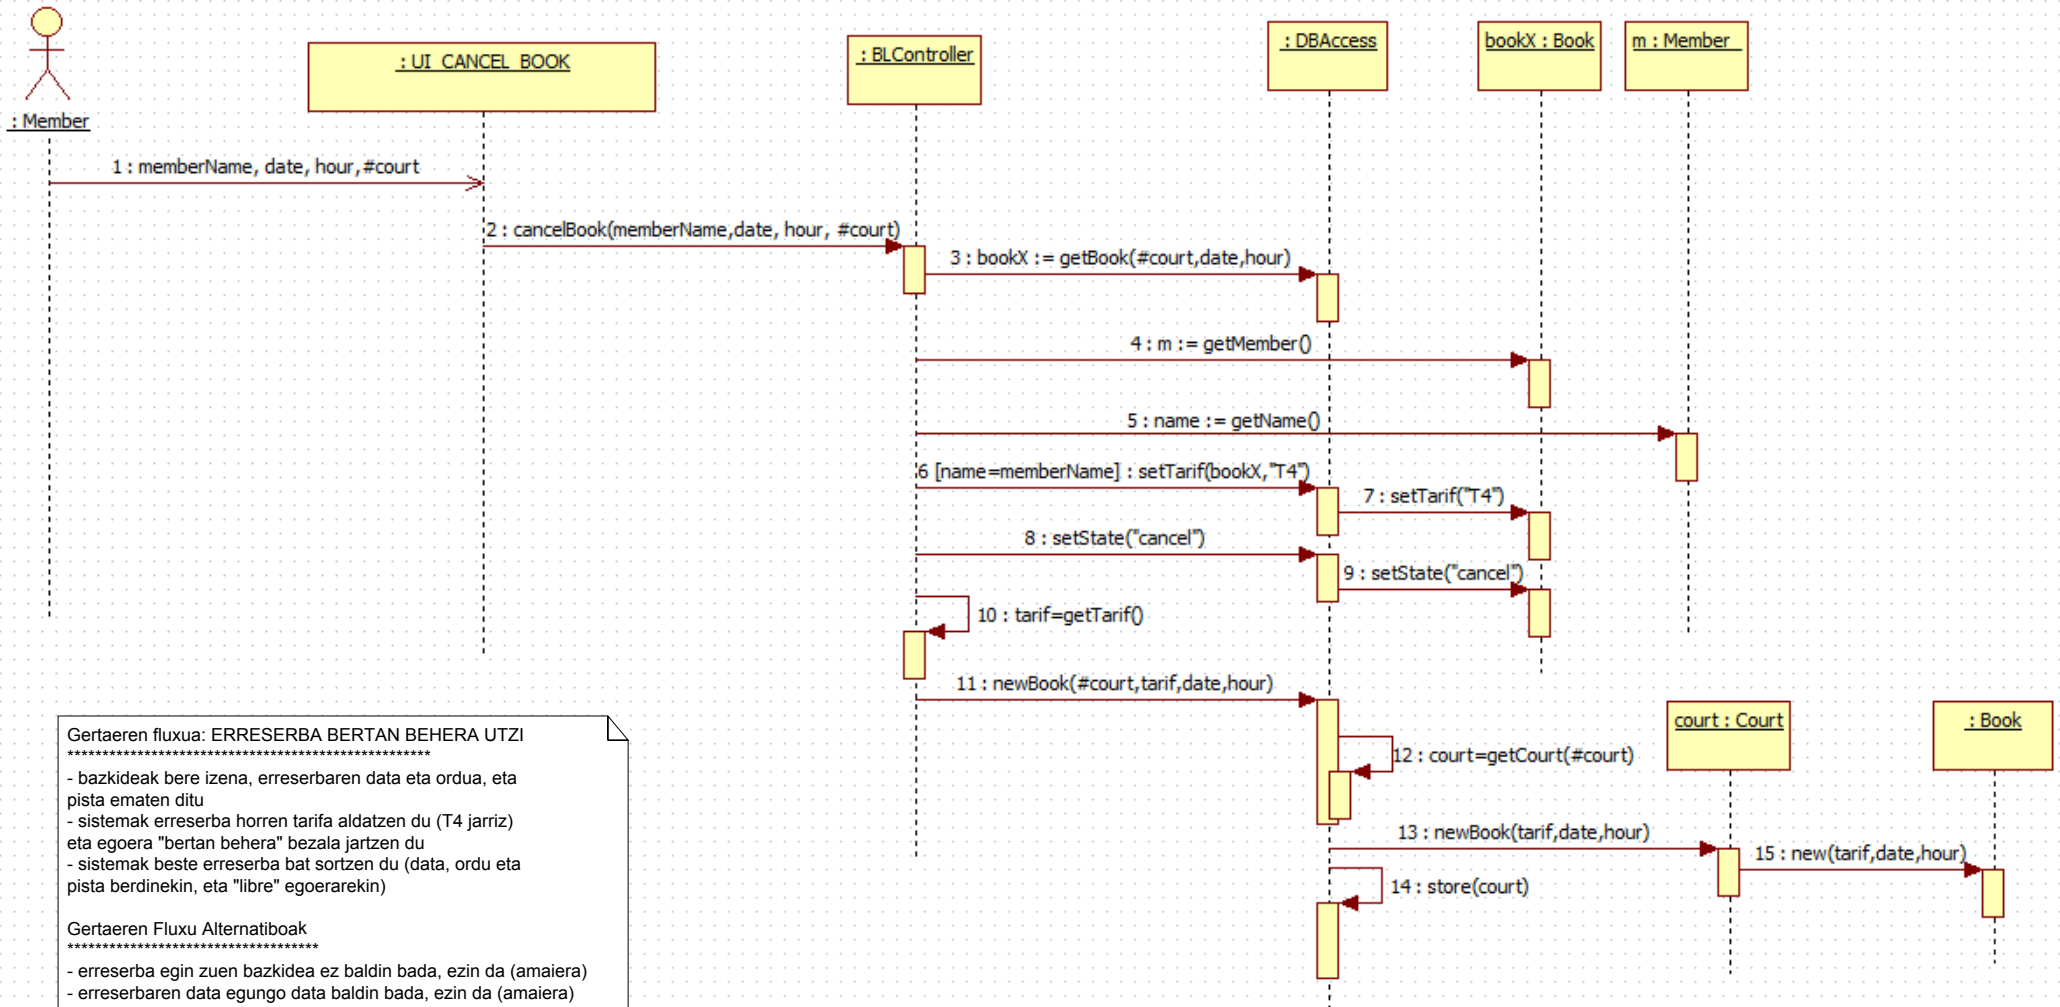 : Member
: UI_CANCEL_BOOK
: BLController
: DBAccess
bookX : Book
m : Member
1 : memberName, date, hour,#court
2 : cancelBook(memberName,date, hour, #court)
3 : bookX := getBook(#court,date,hour)
4 : m := getMember()
5 : name := getName()
6 [name=memberName] : setTarif(bookX,"T4")
7 : setTarif("T4")
8 : setState("cancel")
9 : setState("cancel")
10 : tarif=getTarif()
11 : newBook(#court,tarif,date,hour)
court : Court
: Book
12 : court=getCourt(#court)
13 : newBook(tarif,date,hour)
15 : new(tarif,date,hour)
14 : store(court)
Gertaeren fluxua: ERRESERBA BERTAN BEHERA UTZI
****************************************************
- bazkideak bere izena, erreserbaren data eta ordua, eta
pista ematen ditu
- sistemak erreserba horren tarifa aldatzen du (T4 jarriz)
eta egoera "bertan behera" bezala jartzen du
- sistemak beste erreserba bat sortzen du (data, ordu eta
pista berdinekin, eta "libre" egoerarekin)
Gertaeren Fluxu Alternatiboak
************************************
- erreserba egin zuen bazkidea ez baldin bada, ezin da (amaiera)
- erreserbaren data egungo data baldin bada, ezin da (amaiera)